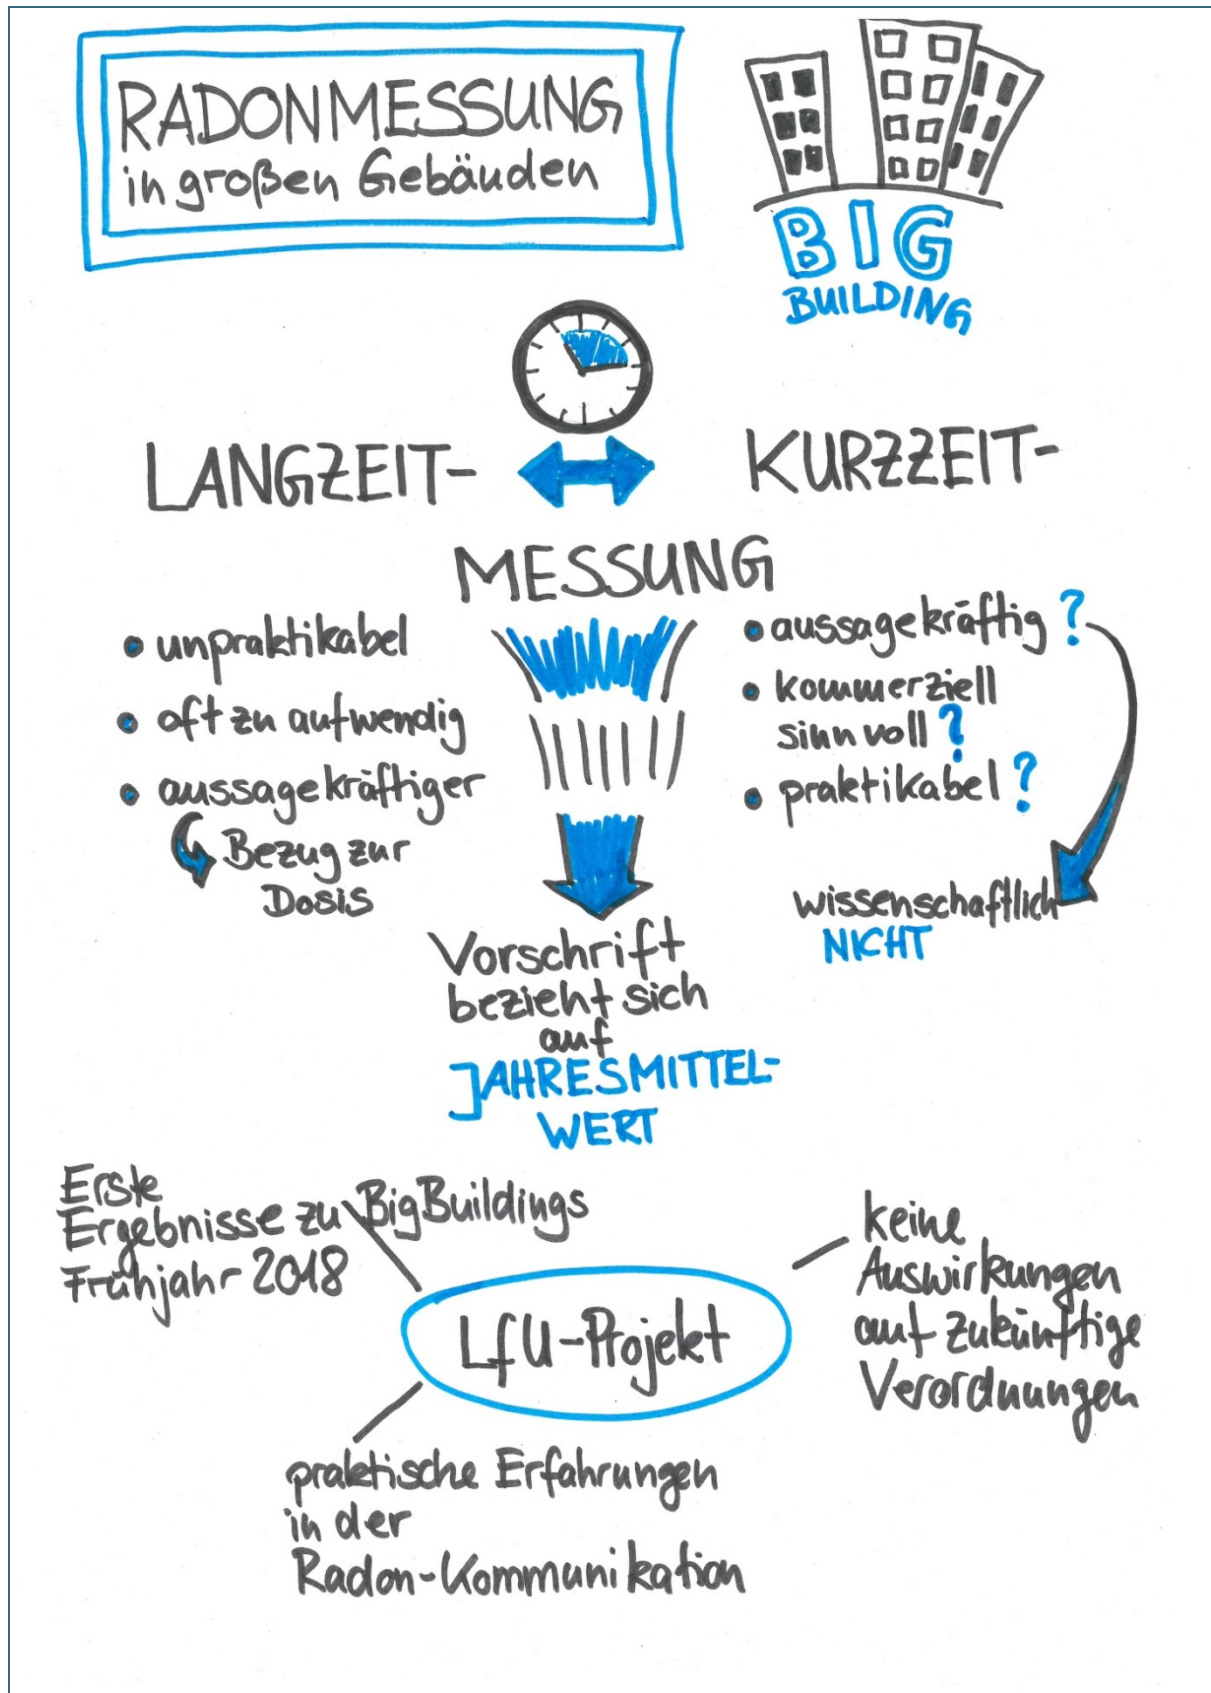 RADONMESSUNG
in großen Gebäuden
BIG
BUILDING
LANGZEIT-
KURZZEIT-
MESSUNG
• unpraktikabel
• oft zu aufwendig
• aussagekräftiger
Bezug zur
Dosis
• aussagekräftig ?
• kommerziell
sinnvoll ?
• praktikabel ?
wissenschaftlich
NICHT
Vorschrift
bezieht sich
auf
JAHRESMITTEL-
WERT
Erste
Ergebnisse zu BigBuildings
Frühjahr 2018
keine
Auswirkungen
auf zukünftige
Verordnungen
LfU-Projekt
praktische Erfahrungen
in der
Radon-Kommunikation